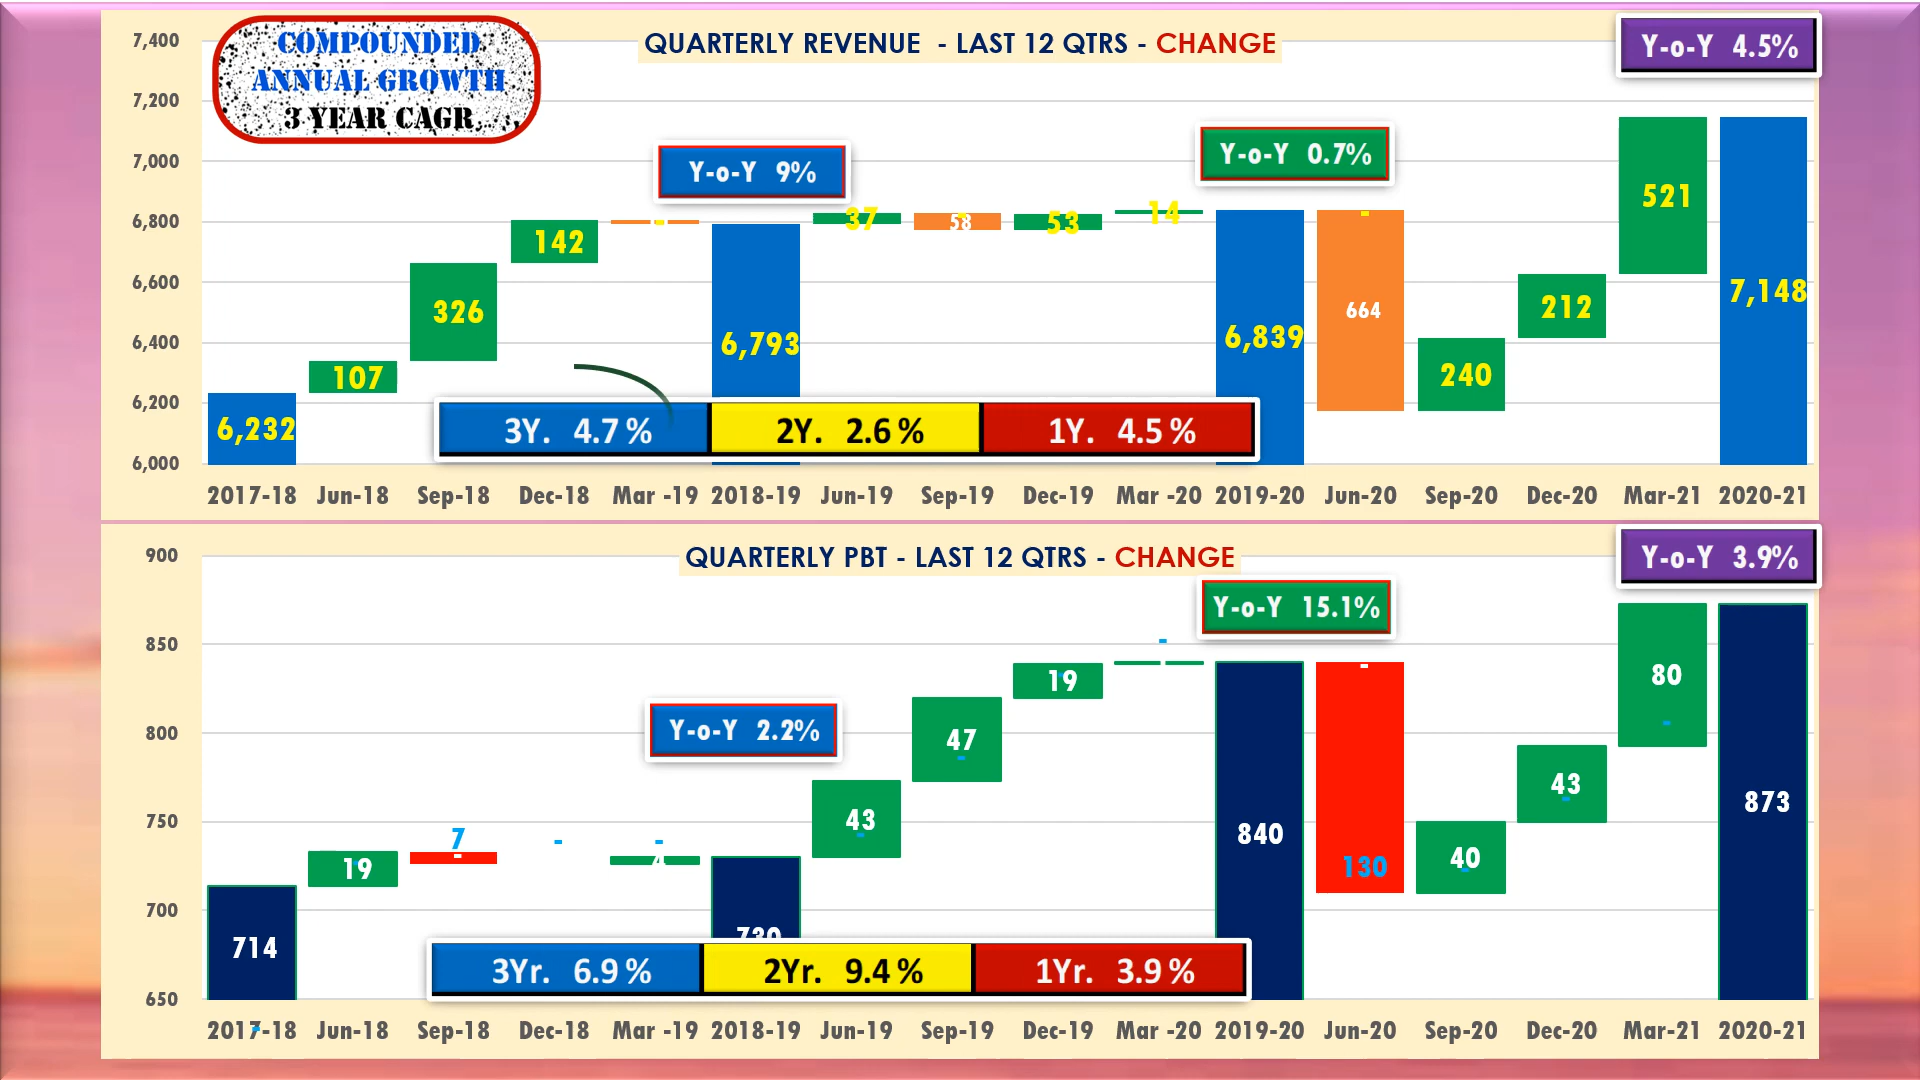 COMPOUNDED
ANNUAL GROWTH
3 YEAR CAGR
QUARTERLY REVENUE - LAST 12 QTRS - CHANGE
Y-o-Y 4.5%
Y-o-Y 9%
Y-o-Y 0.7%
7,400
7,200
7,000
6,800
6,600
6,400
6,200
6,000
6,232
107
326
142
-
6,793
37
58
53
14
6,839
-
664
240
212
521
7,148
3Y. 4.7 %
2Y. 2.6 %
1Y. 4.5 %
2017-18 Jun-18 Sep-18 Dec-18 Mar -19 2018-19 Jun-19 Sep-19 Dec-19 Mar -20 2019-20 Jun-20 Sep-20 Dec-20 Mar-21 2020-21
QUARTERLY PBT - LAST 12 QTRS - CHANGE
Y-o-Y 3.9%
Y-o-Y 15.1%
Y-o-Y 2.2%
900
850
800
750
700
650
714
19
7
-
-
-
4
730
43
47
19
-
840
-
130
40
43
80
873
3Yr. 6.9 %
2Yr. 9.4 %
1Yr. 3.9 %
2017-18 Jun-18 Sep-18 Dec-18 Mar -19 2018-19 Jun-19 Sep-19 Dec-19 Mar -20 2019-20 Jun-20 Sep-20 Dec-20 Mar-21 2020-21